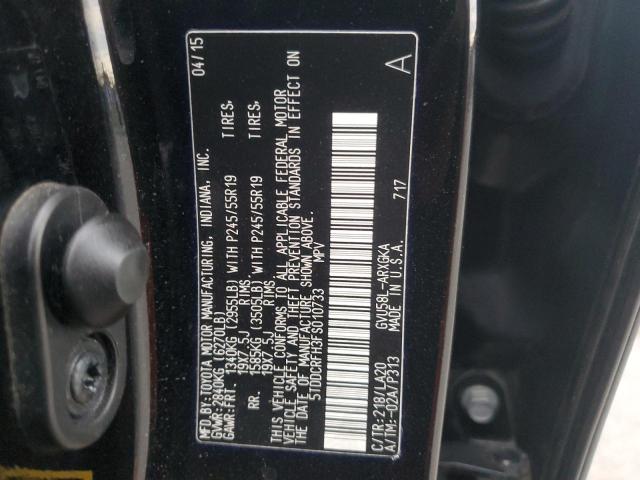 MFD. BY: TOYOTA MOTOR MANUFACTURING, INDIANA, INC. 04/15
GVWR: 2840KG (6270LB)
GAWR: FRT. 1340KG (2955LB) WITH P245/55R19 TIRES,
19X7.5J RIMS,
RR. 1585KG (3505LB) WITH P245/55R19 TIRES,
19X7.5J RIMS,
THIS VEHICLE CONFORMS TO ALL APPLICABLE FEDERAL MOTOR
VEHICLE SAFETY AND THEFT PREVENTION STANDARDS IN EFFECT ON
THE DATE OF MANUFACTURE SHOWN ABOVE.
5TDDCRFH3FS010733 MPV
A
C/TR: 218/LA20 GVU58L-ARXGKA 717
A/TM: -02A/P313 MADE IN U.S.A.